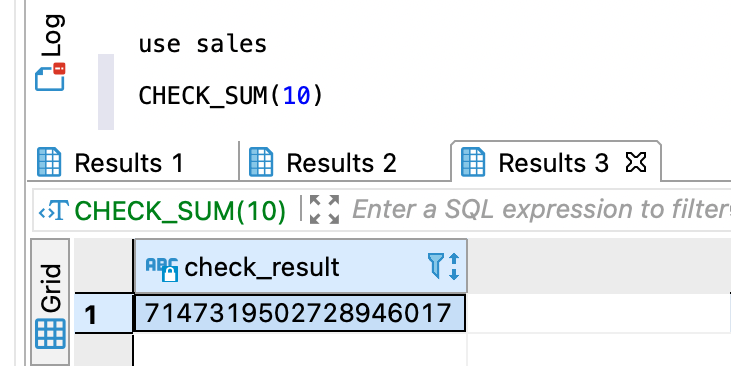 Log
use sales
CHECK_SUM(10)
Results 1
Results 2
Results 3
CHECK_SUM(10)
Enter a SQL expression to filter
Grid
ABC check_result
1 7147319502728946017